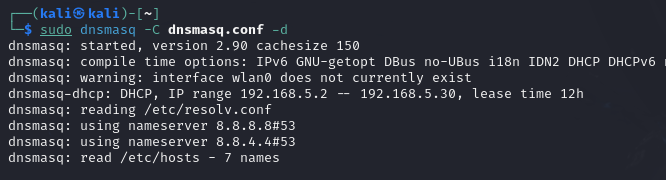 ┌──(kali㉿kali)-[~]
└─$ sudo dnsmasq -C dnsmasq.conf -d
dnsmasq: started, version 2.90 cachesize 150
dnsmasq: compile time options: IPv6 GNU-getopt DBus no-UBus i18n IDN2 DHCP DHCPv6
dnsmasq: warning: interface wlan0 does not currently exist
dnsmasq-dhcp: DHCP, IP range 192.168.5.2 -- 192.168.5.30, lease time 12h
dnsmasq: reading /etc/resolv.conf
dnsmasq: using nameserver 8.8.8.8#53
dnsmasq: using nameserver 8.8.4.4#53
dnsmasq: read /etc/hosts - 7 names